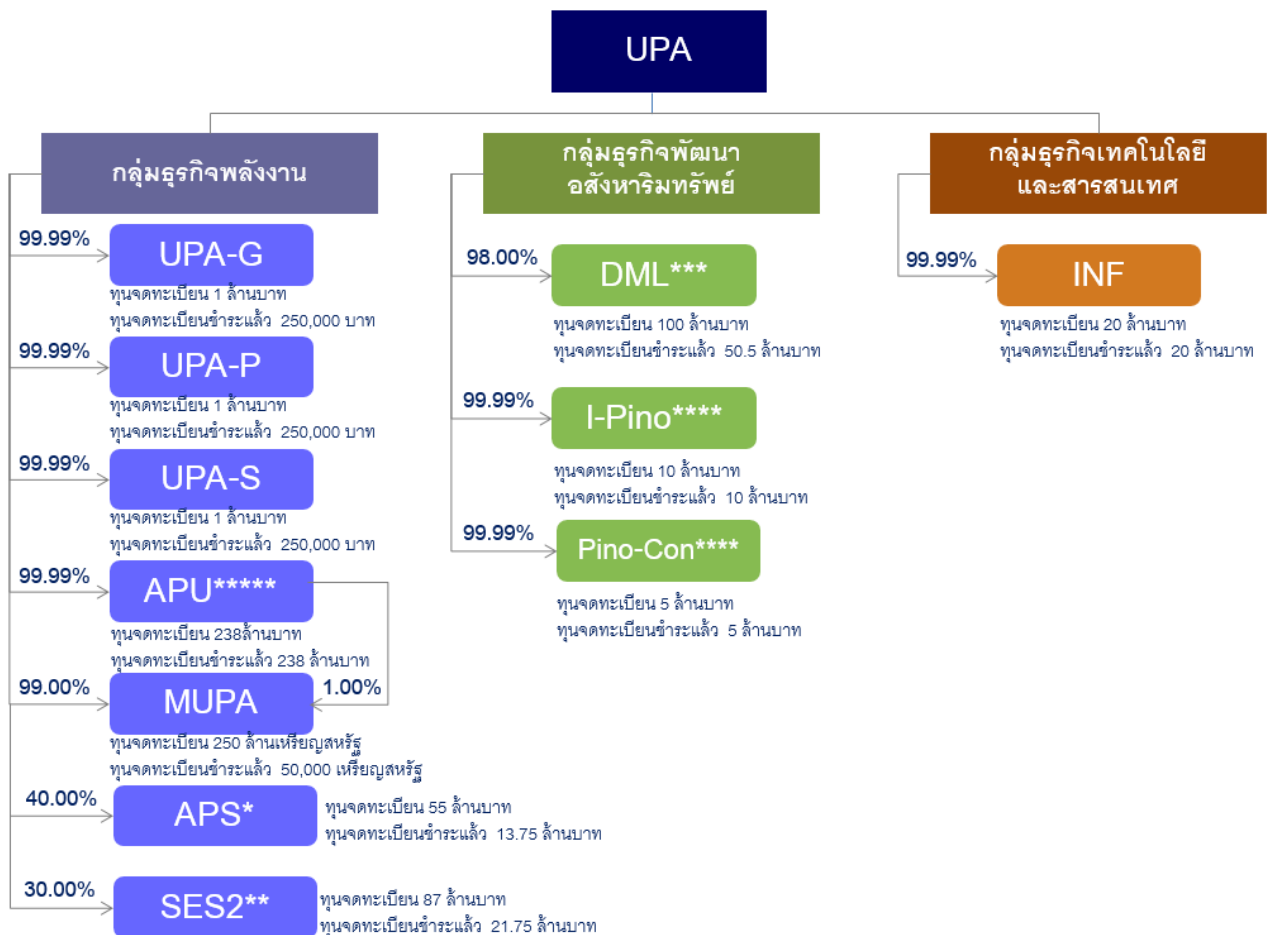 UPA
กลุ่มธุรกิจพลังงาน
99.99%
UPA-G
ทุนจดทะเบียน 1 ล้านบาท
ทุนจดทะเบียนชำระแล้ว 250,000 บาท
99.99%
UPA-P
ทุนจดทะเบียน 1 ล้านบาท
ทุนจดทะเบียนชำระแล้ว 250,000 บาท
99.99%
UPA-S
ทุนจดทะเบียน 1 ล้านบาท
ทุนจดทะเบียนชำระแล้ว 250,000 บาท
99.99%
APU*****
ทุนจดทะเบียน 238ล้านบาท
ทุนจดทะเบียนชำระแล้ว 238 ล้านบาท
99.00%
MUPA
1.00%
ทุนจดทะเบียน 250 ล้านเหรียญสหรัฐ
ทุนจดทะเบียนชำระแล้ว 50,000 เหรียญสหรัฐ
40.00%
APS*
ทุนจดทะเบียน 55 ล้านบาท
ทุนจดทะเบียนชำระแล้ว 13.75 ล้านบาท
30.00%
SES2**
ทุนจดทะเบียน 87 ล้านบาท
ทุนจดทะเบียนชำระแล้ว 21.75 ล้านบาท
กลุ่มธุรกิจพัฒนา
อสังหาริมทรัพย์
98.00%
DML***
ทุนจดทะเบียน 100 ล้านบาท
ทุนจดทะเบียนชำระแล้ว 50.5 ล้านบาท
99.99%
I-Pino****
ทุนจดทะเบียน 10 ล้านบาท
ทุนจดทะเบียนชำระแล้ว 10 ล้านบาท
99.99%
Pino-Con****
ทุนจดทะเบียน 5 ล้านบาท
ทุนจดทะเบียนชำระแล้ว 5 ล้านบาท
กลุ่มธุรกิจเทคโนโลยี
และสารสนเทศ
99.99%
INF
ทุนจดทะเบียน 20 ล้านบาท
ทุนจดทะเบียนชำระแล้ว 20 ล้านบาท